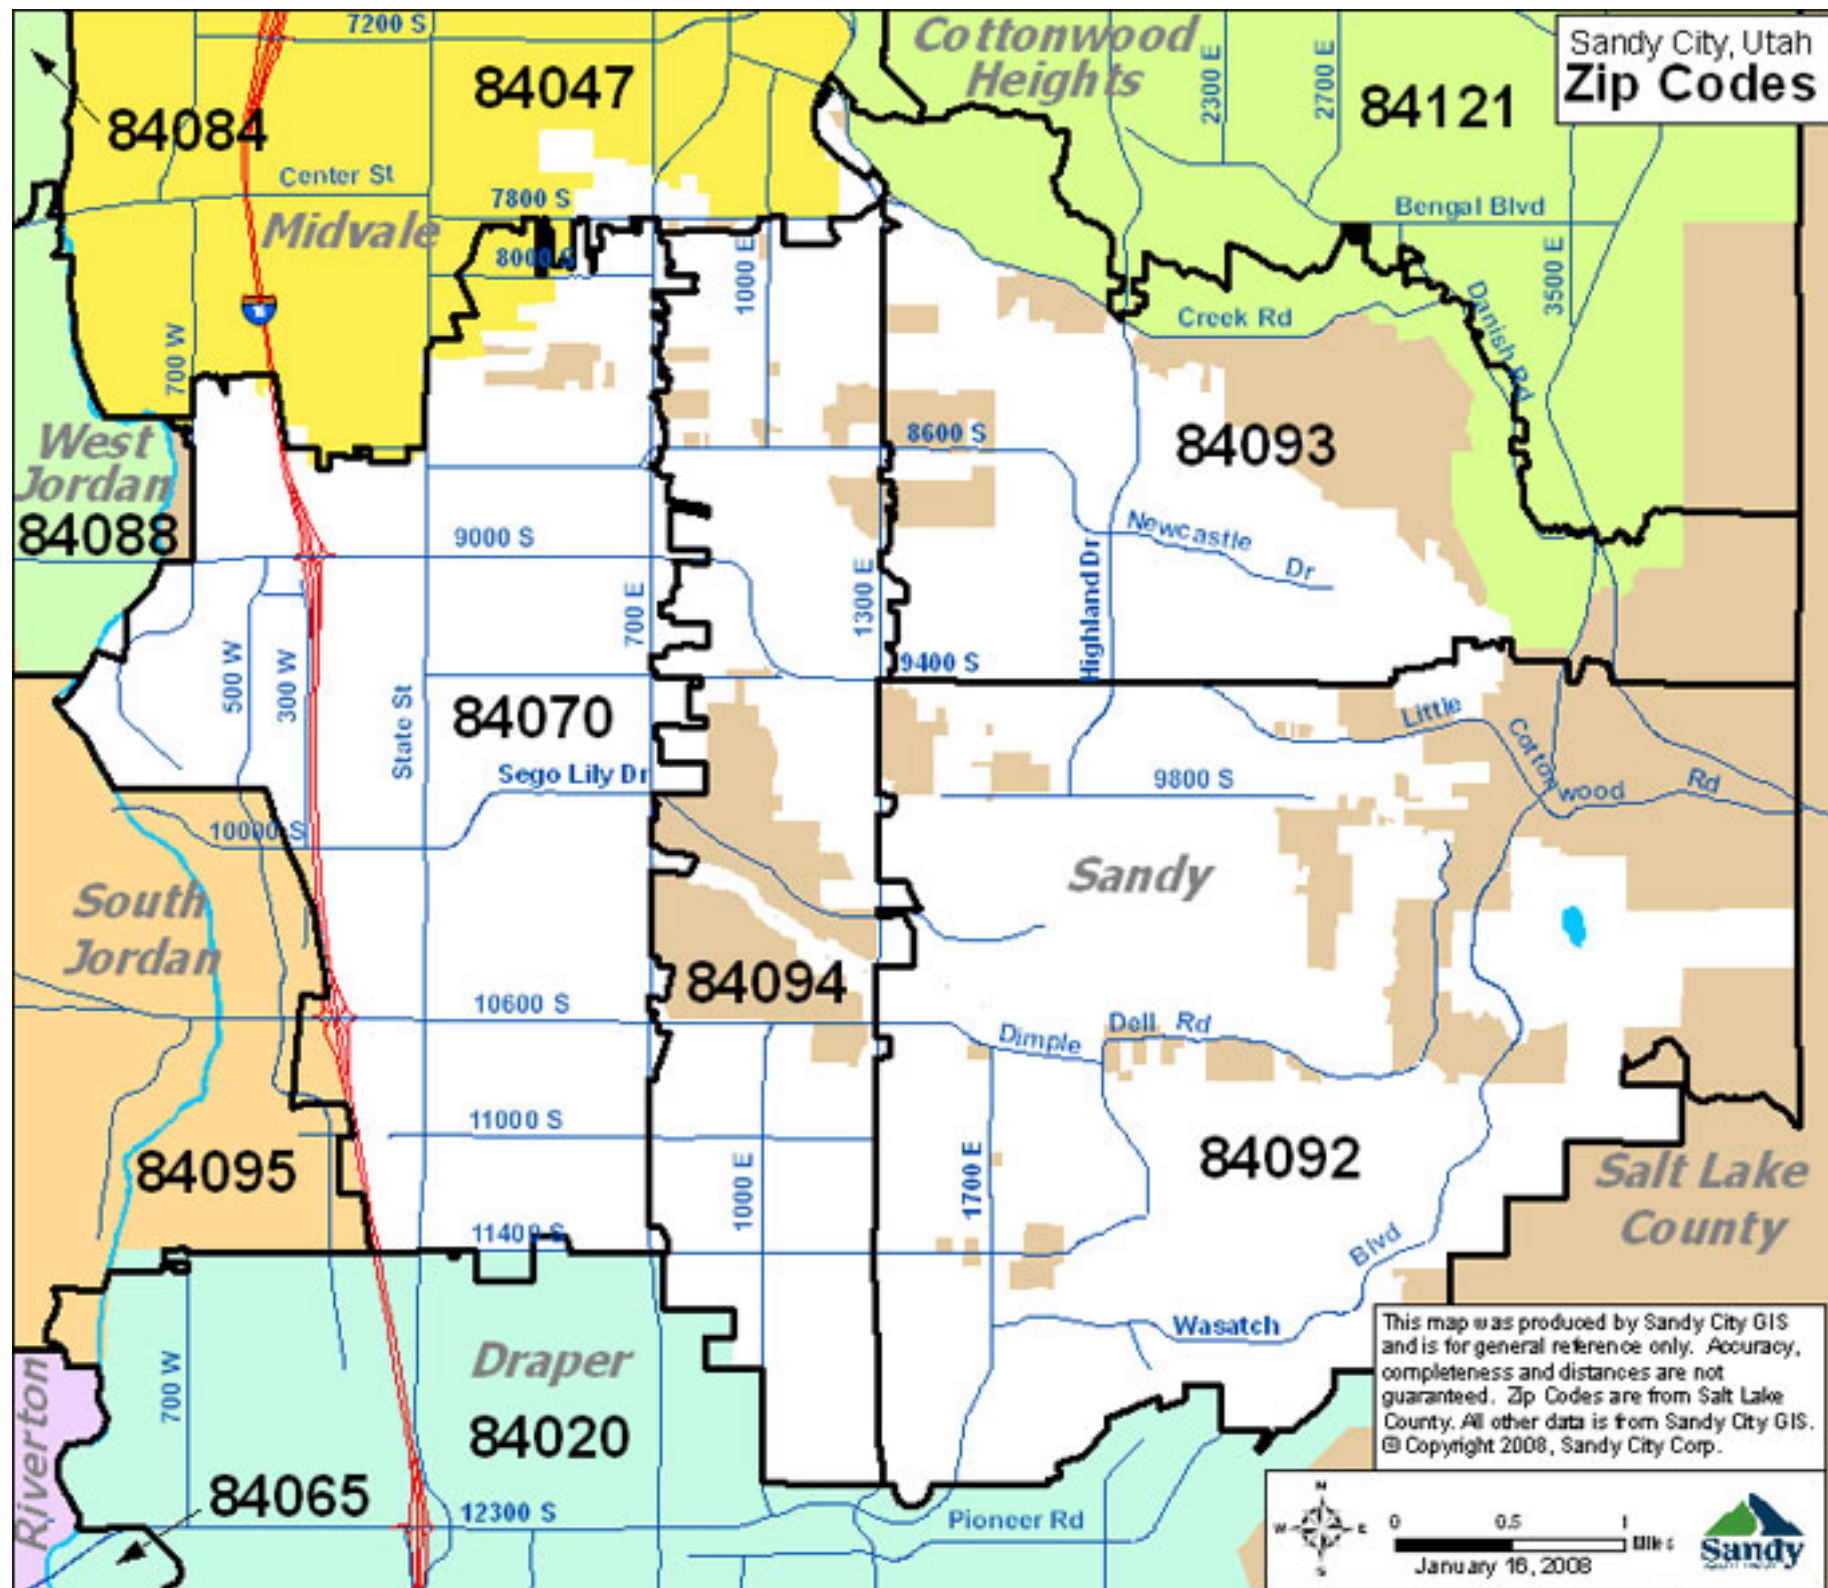 Sandy City, Utah
Zip Codes
7200 S
Cottonwood
Heights
2300 E
2700 E
84047
84121
84084
Center St
7800 S
Bengal Blvd
Midvale
8000 S
1000 E
3500 E
15
Creek Rd
Danish Rd
700 W
West
Jordan
84088
8600 S
84093
9000 S
Newcastle Dr
Highland Dr
700 E
1300 E
500 W
300 W
9400 S
State St
84070
Little Cottonwood Rd
Sego Lily Dr
9800 S
10000 S
Sandy
South
Jordan
84094
10600 S
Dimple Dell Rd
11000 S
84095
1000 E
1700 E
84092
Salt Lake
County
11400 S
Wasatch Blvd
Draper
84020
700 W
Riverton
84065
12300 S
Pioneer Rd
This map was produced by Sandy City GIS
and is for general reference only. Accuracy,
completeness and distances are not
guaranteed. Zip Codes are from Salt Lake
County. All other data is from Sandy City GIS.
© Copyright 2008, Sandy City Corp.
N
W E
S
0 0.5 1
Miles
January 16, 2008
Sandy